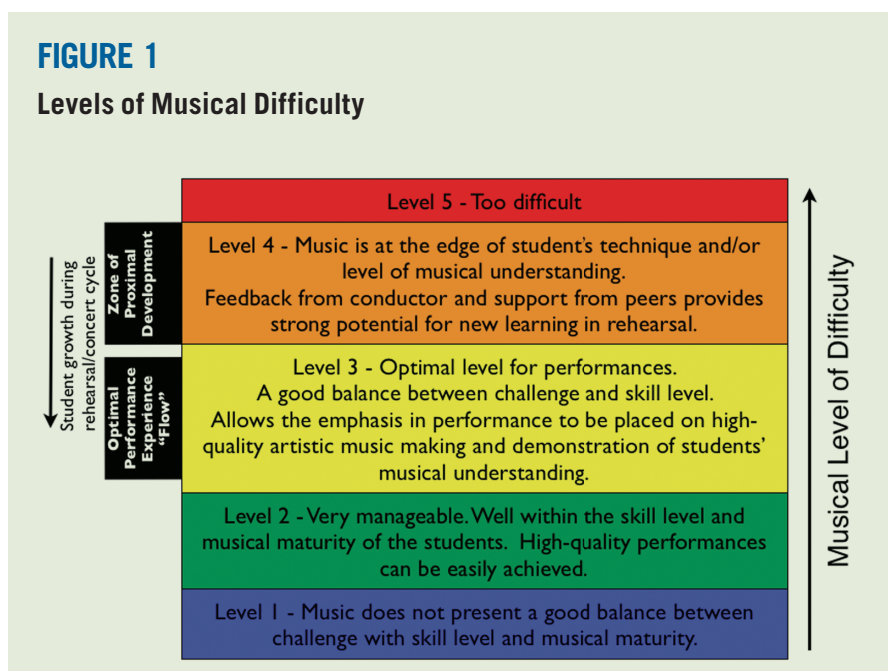 FIGURE 1
Levels of Musical Difficulty
Level 5 - Too difficult
Level 4 - Music is at the edge of student's technique and/or
level of musical understanding.
Feedback from conductor and support from peers provides
strong potential for new learning in rehearsal.
Level 3 - Optimal level for performances.
A good balance between challenge and skill level.
Allows the emphasis in performance to be placed on high-
quality artistic music making and demonstration of students'
musical understanding.
Level 2 - Very manageable. Well within the skill level and
musical maturity of the students. High-quality performances
can be easily achieved.
Level 1 - Music does not present a good balance between
challenge with skill level and musical maturity.
Student growth during
rehearsal/concert cycle
Zone of
Proximal
Development
Optimal
Performance
Experience
"Flow"
Musical Level of Difficulty